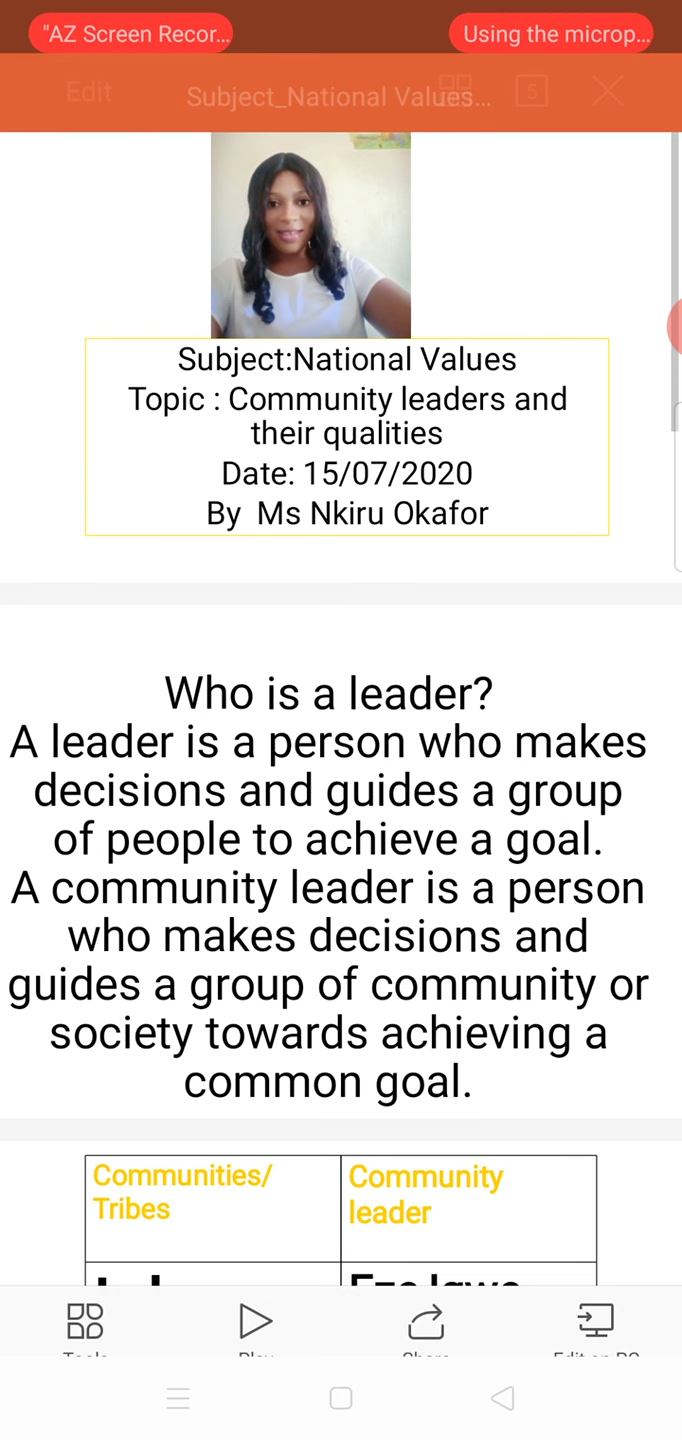 "AZ Screen Recor...
Using the microp...
Edit
Subject_National Values...
5
Subject:National Values
Topic : Community leaders and
their qualities
Date: 15/07/2020
By Ms Nkiru Okafor
Who is a leader?
A leader is a person who makes
decisions and guides a group
of people to achieve a goal.
A community leader is a person
who makes decisions and
guides a group of community or
society towards achieving a
common goal.
Communities/
Tribes
Community
leader